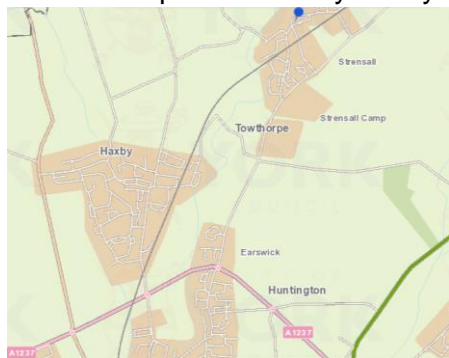 Strensall
Strensall Camp
Towthorpe
Haxby
Earswick
Huntington
A1237
A1237